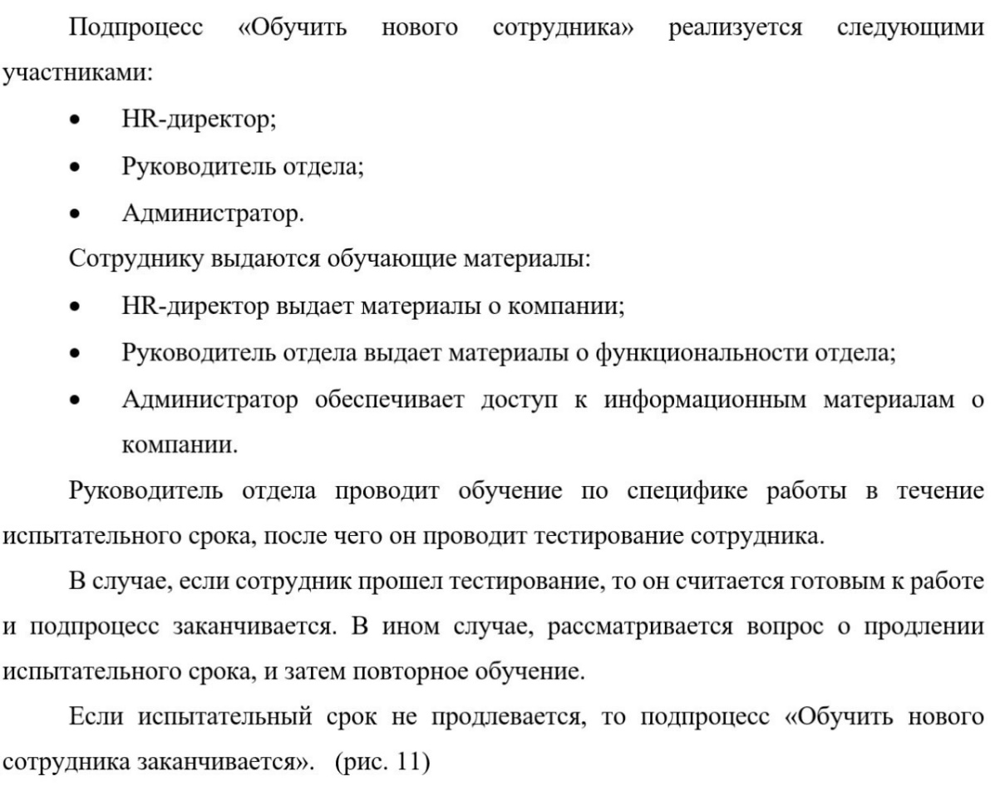 Подпроцесс «Обучить нового сотрудника» реализуется следующими
участниками:
• HR-директор;
• Руководитель отдела;
• Администратор.
Сотруднику выдаются обучающие материалы:
• HR-директор выдает материалы о компании;
• Руководитель отдела выдает материалы о функциональности отдела;
• Администратор обеспечивает доступ к информационным материалам о
компании.
Руководитель отдела проводит обучение по специфике работы в течение
испытательного срока, после чего он проводит тестирование сотрудника.
В случае, если сотрудник прошел тестирование, то он считается готовым к работе
и подпроцесс заканчивается. В ином случае, рассматривается вопрос о продлении
испытательного срока, и затем повторное обучение.
Если испытательный срок не продлевается, то подпроцесс «Обучить нового
сотрудника заканчивается». (рис. 11)